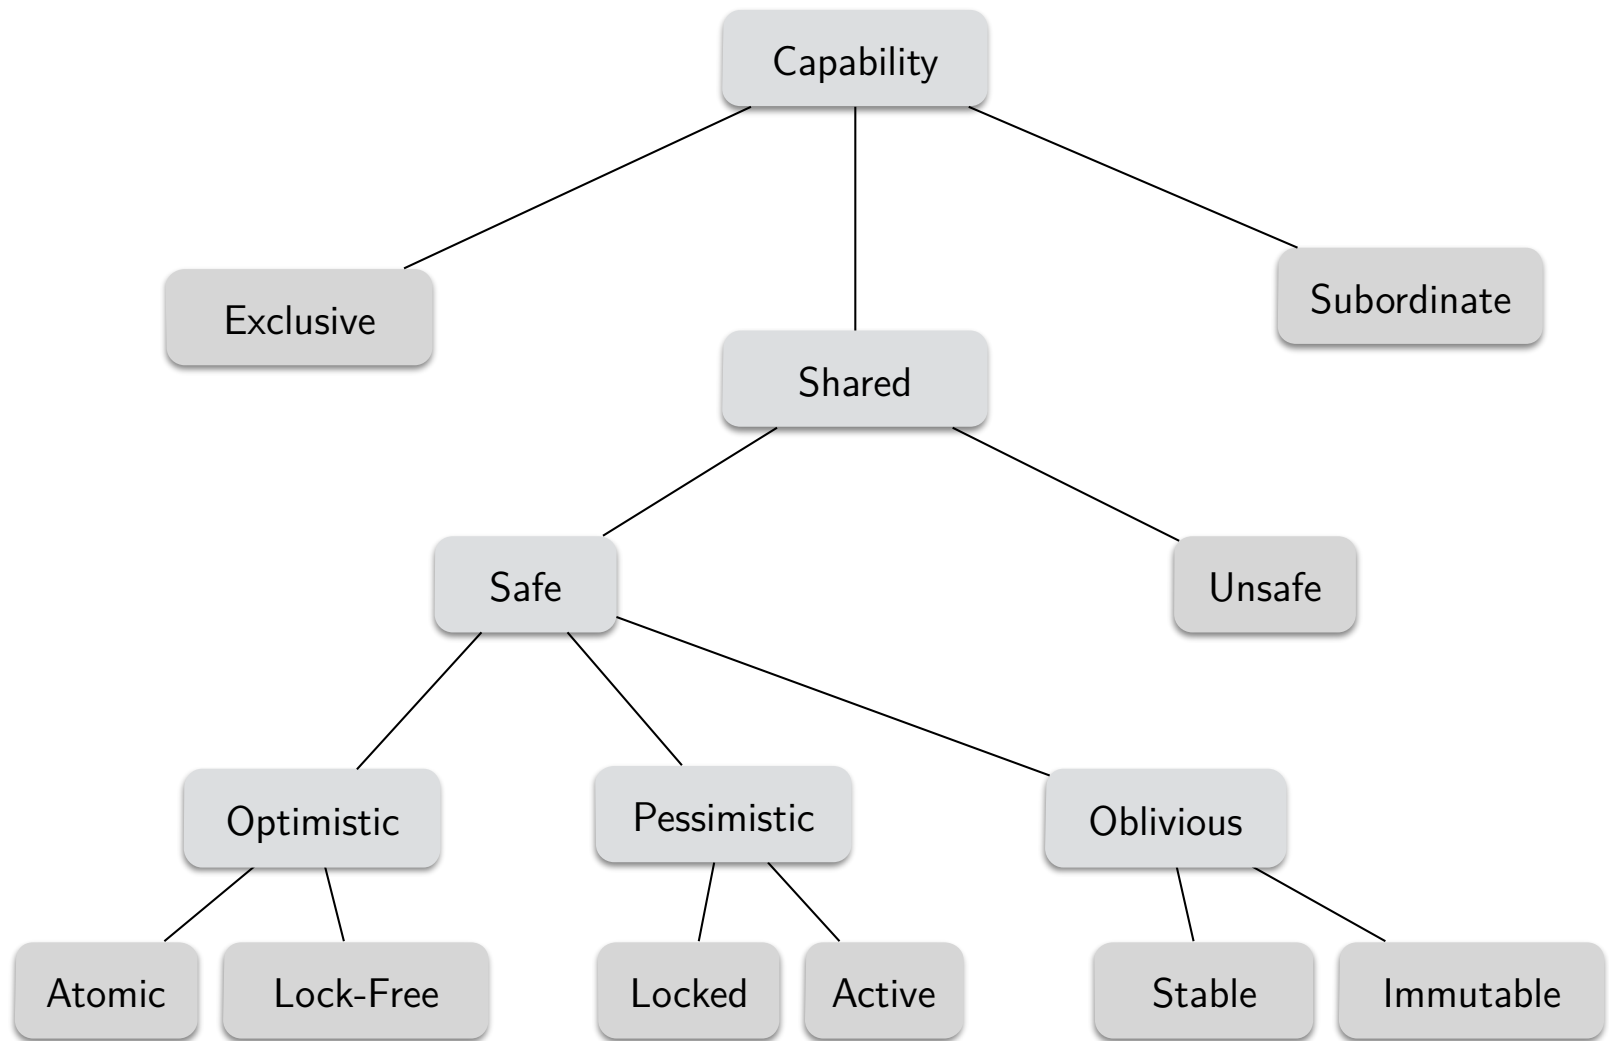 Capability
Exclusive
Subordinate
Shared
Safe
Unsafe
Optimistic
Pessimistic
Oblivious
Atomic
Lock-Free
Locked
Active
Stable
Immutable